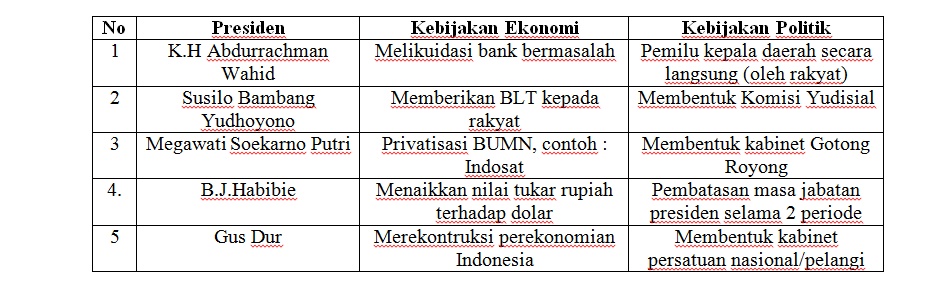 No Presiden Kebijakan Ekonomi Kebijakan Politik
1 K.H Abdurrachman Melikuidasi bank bermasalah Pemilu kepala daerah secara
Wahid langsung (oleh rakyat)
2 Susilo Bambang Memberikan BLT kepada Membentuk Komisi Yudisial
Yudhoyono rakyat
3 Megawati Soekarno Putri Privatisasi BUMN, contoh : Membentuk kabinet Gotong
Indosat Royong
4. B.J.Habibie Menaikkan nilai tukar rupiah Pembatasan masa jabatan
terhadap dolar presiden selama 2 periode
5 Gus Dur Merekontruksi perekonomian Membentuk kabinet
Indonesia persatuan nasional/pelangi